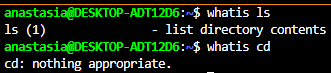 anastasia@DESKTOP-ADT12D6:~$ whatis ls
ls (1)               - list directory contents
anastasia@DESKTOP-ADT12D6:~$ whatis cd
cd: nothing appropriate.